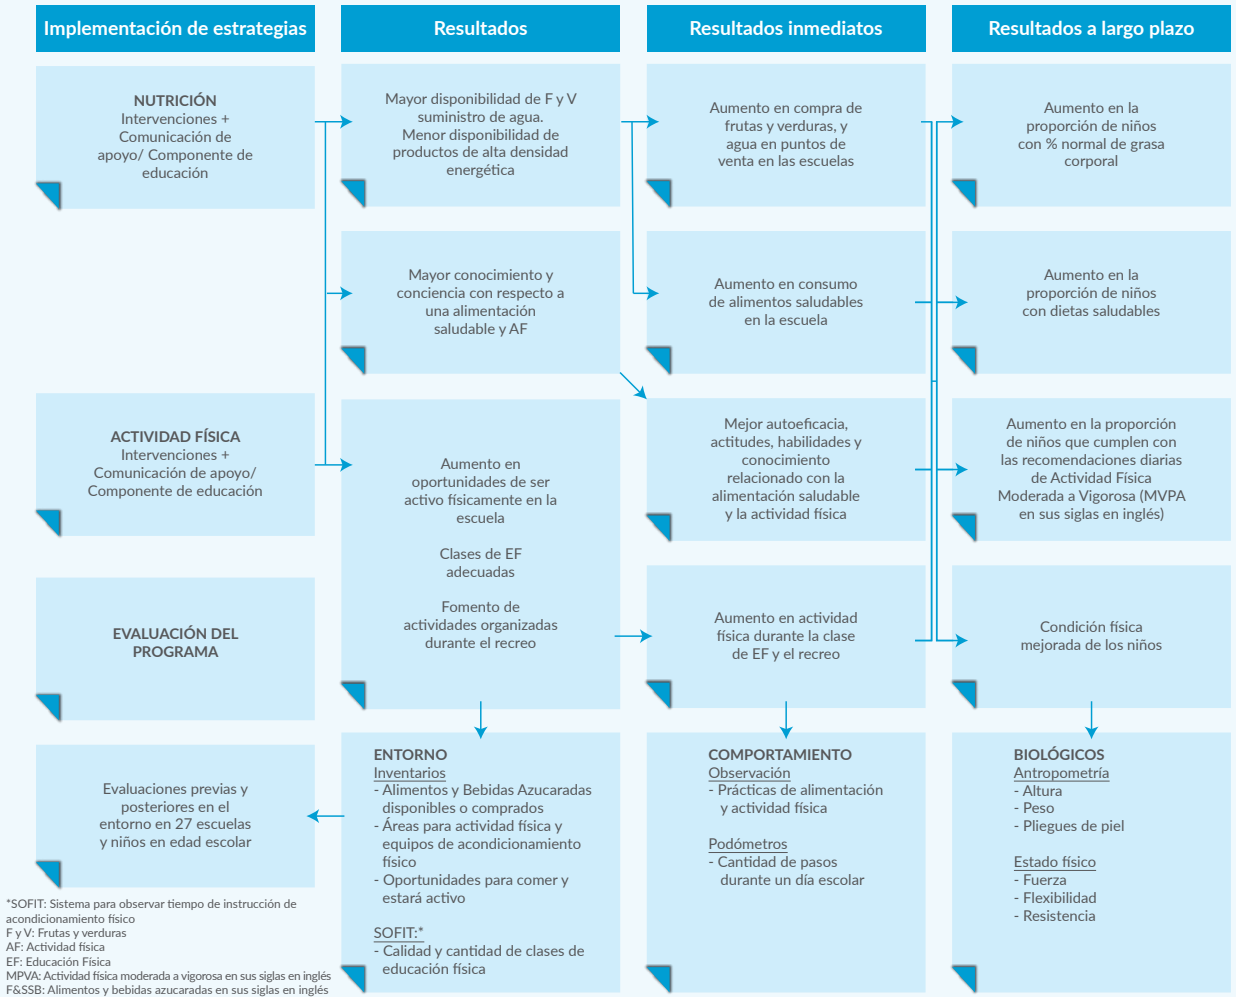 Implementación de estrategias
Resultados
Resultados inmediatos
Resultados a largo plazo
NUTRICIÓN
Intervenciones +
Comunicación de
apoyo/ Componente de
educación
Mayor disponibilidad de F y V
suministro de agua.
Menor disponibilidad de
productos de alta densidad
energética
Aumento en compra de
frutas y verduras, y
agua en puntos de
venta en las escuelas
Aumento en la
proporción de niños
con % normal de grasa
corporal
Mayor conocimiento y
conciencia con respecto a
una alimentación
saludable y AF
Aumento en consumo
de alimentos saludables
en la escuela
Aumento en la
proporción de niños
con dietas saludables
ACTIVIDAD FÍSICA
Intervenciones +
Comunicación de apoyo/
Componente de educación
Aumento en
oportunidades de ser
activo físicamente en la
escuela
Clases de EF
adecuadas
Fomento de
actividades organizadas
durante el recreo
Mejor autoeficacia,
actitudes, habilidades y
conocimiento
relacionado con la
alimentación saludable
y la actividad física
Aumento en la proporción
de niños que cumplen con
las recomendaciones diarias
de Actividad Física
Moderada a Vigorosa (MVPA
en sus siglas en inglés)
EVALUACIÓN DEL
PROGRAMA
Aumento en actividad
física durante la clase
de EF y el recreo
Condición física
mejorada de los niños
Evaluaciones previas y
posteriores en el
entorno en 27 escuelas
y niños en edad escolar
ENTORNO
Inventarios
- Alimentos y Bebidas Azucaradas
disponibles o comprados
- Áreas para actividad física y
equipos de acondicionamiento
físico
- Oportunidades para comer y
estará activo
SOFIT:*
- Calidad y cantidad de clases de
educación física
COMPORTAMIENTO
Observación
- Prácticas de alimentación
y actividad física
Podómetros
- Cantidad de pasos
durante un día escolar
BIOLÓGICOS
Antropometría
- Altura
- Peso
- Pliegues de piel
Estado físico
- Fuerza
- Flexibilidad
- Resistencia
*SOFIT: Sistema para observar tiempo de instrucción de
acondicionamiento físico
F y V: Frutas y verduras
AF: Actividad física
EF: Educación Física
MPVA: Actividad física moderada a vigorosa en sus siglas en inglés
F&SSB: Alimentos y bebidas azucaradas en sus siglas en inglés